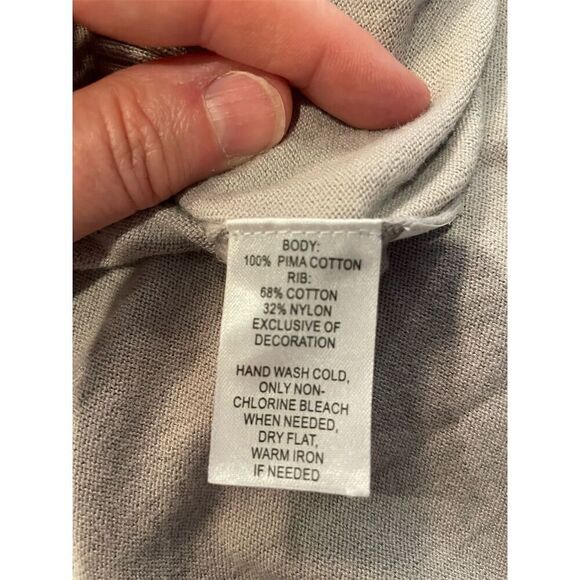 BODY:
100% PIMA COTTON
RIB:
68% COTTON
32% NYLON
EXCLUSIVE OF
DECORATION
HAND WASH COLD,
ONLY NON-
CHLORINE BLEACH
WHEN NEEDED,
DRY FLAT,
WARM IRON
IF NEEDED